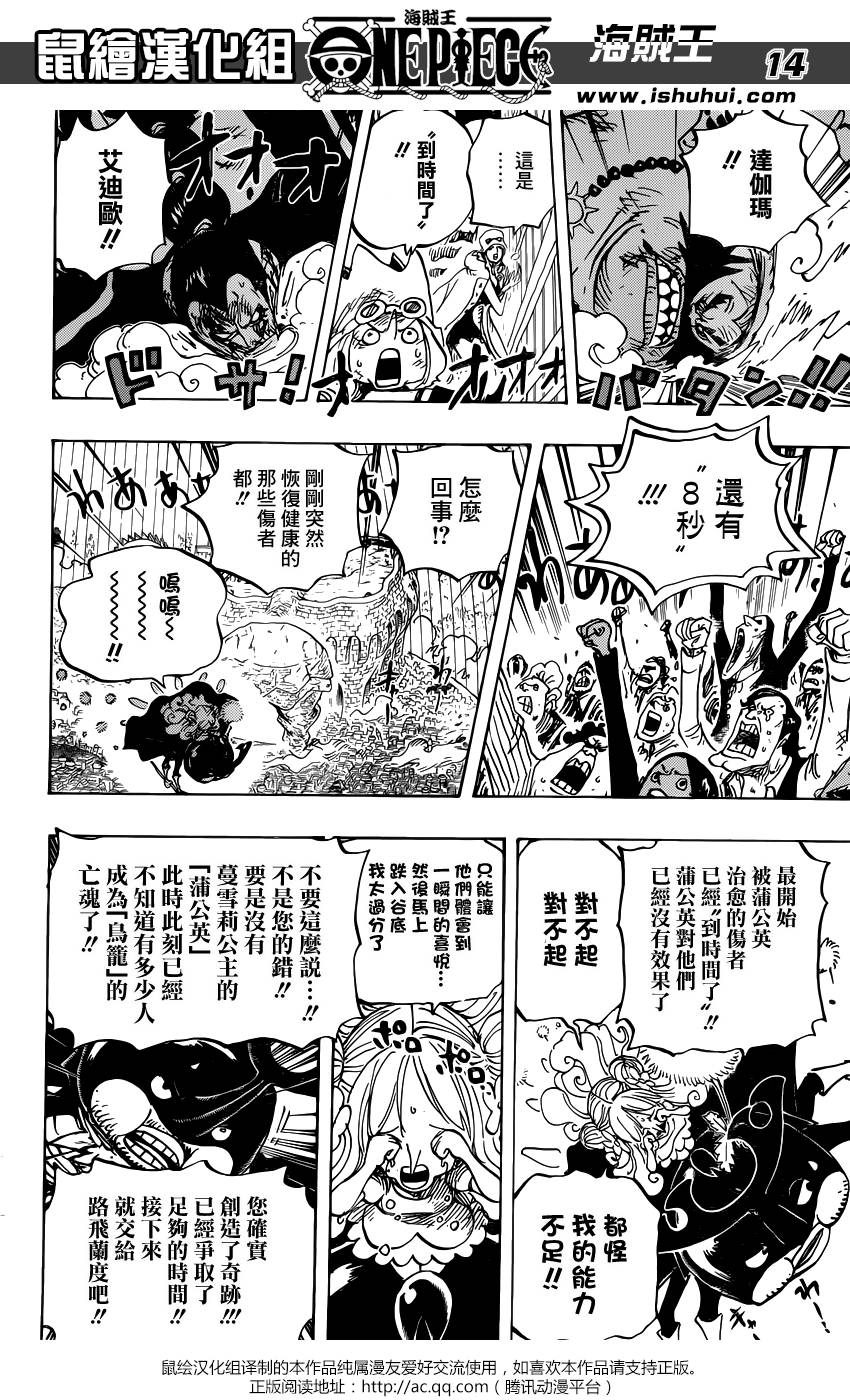 鼠繪漢化組
海賊王
ONE PIECE
海賊王
14
www.ishuhui.com
達伽瑪
!!
這是
……
"到時間了"
!!
艾迪歐!!
バタン!!
オオオ
オオォ
ドサ!
還有
"8秒"
!!!
怎麼
回事!?
剛剛突然
恢復健康的
那些傷者
都!!
嗚嗚~
~~~~
~~~~!!
わあぁあ
最開始
被蒲公英
治愈的傷者
已經"到時間了"!!
蒲公英對他們
已經沒有效果了
對不起
對不起
都怪
我的能力
不足!!
只能讓
他們體會到
一瞬間的喜悅…
然後馬上
跌入谷底
我太過分了
ポロ
ポロ
不要這麼說…!!
不是您的錯!!
要是沒有
蔓雪莉公主的
「蒲公英」
此時此刻已經
不知道有多少人
成為「鳥籠」的
亡魂了!!
您確實
創造了奇跡!!!
已經爭取了
足夠的時間!!
接下來
就交給
路飛蘭度吧!!
鼠绘汉化组译制的本作品纯属漫友爱好交流使用，如喜欢本作品请支持正版。
正版阅读地址：http://ac.qq.com（腾讯动漫平台）